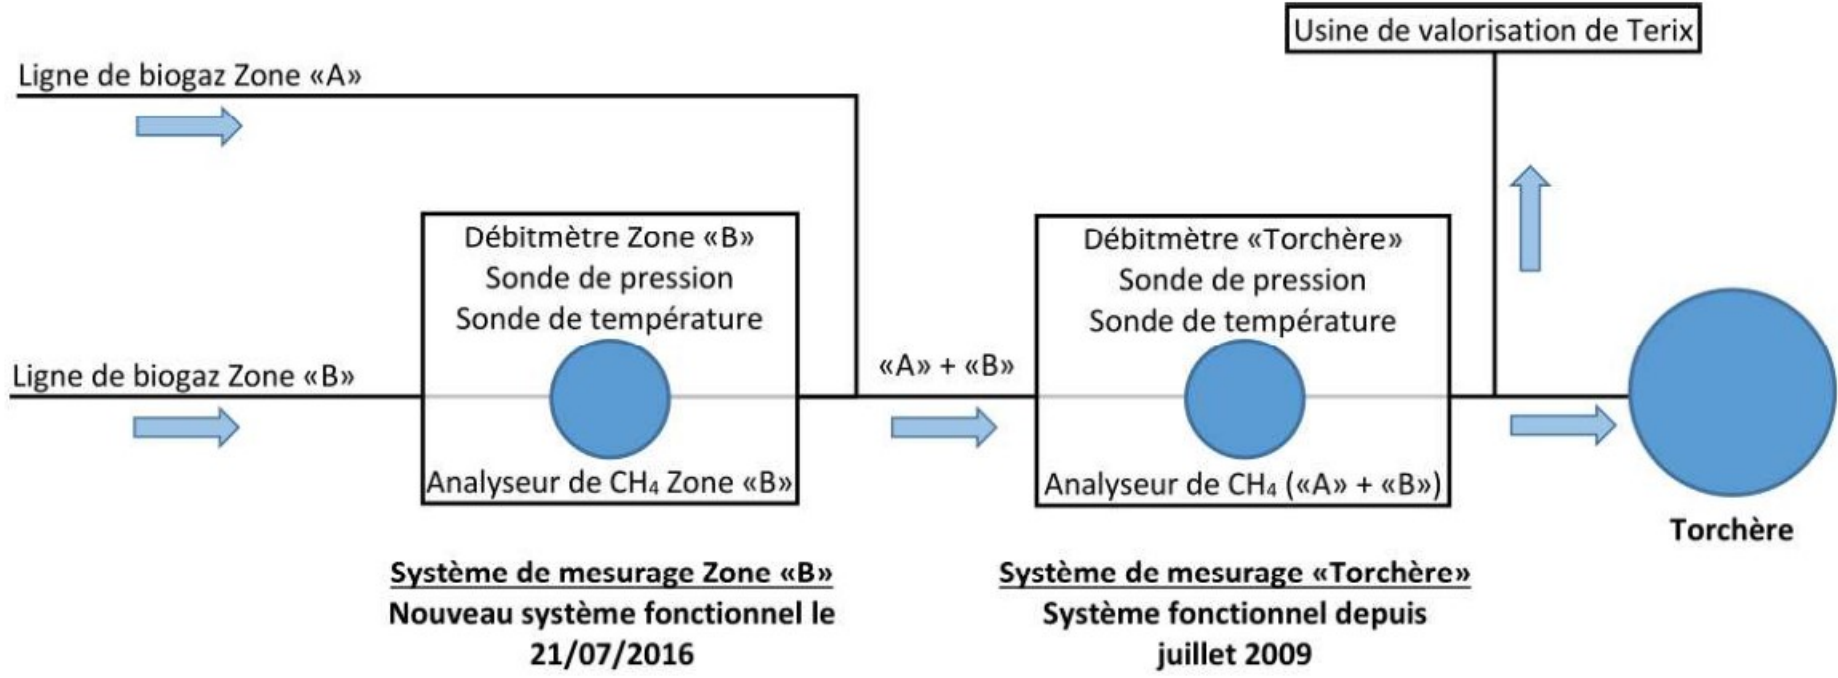 Usine de valorisation de Terix
Ligne de biogaz Zone «A»
Débitmètre Zone «B»
Sonde de pression
Sonde de température
Débitmètre «Torchère»
Sonde de pression
Sonde de température
Ligne de biogaz Zone «B»
«A» + «B»
Analyseur de CH₄ Zone «B»
Analyseur de CH₄ («A» + «B»)
Torchère
Système de mesurage Zone «B»
Nouveau système fonctionnel le
21/07/2016
Système de mesurage «Torchère»
Système fonctionnel depuis
juillet 2009